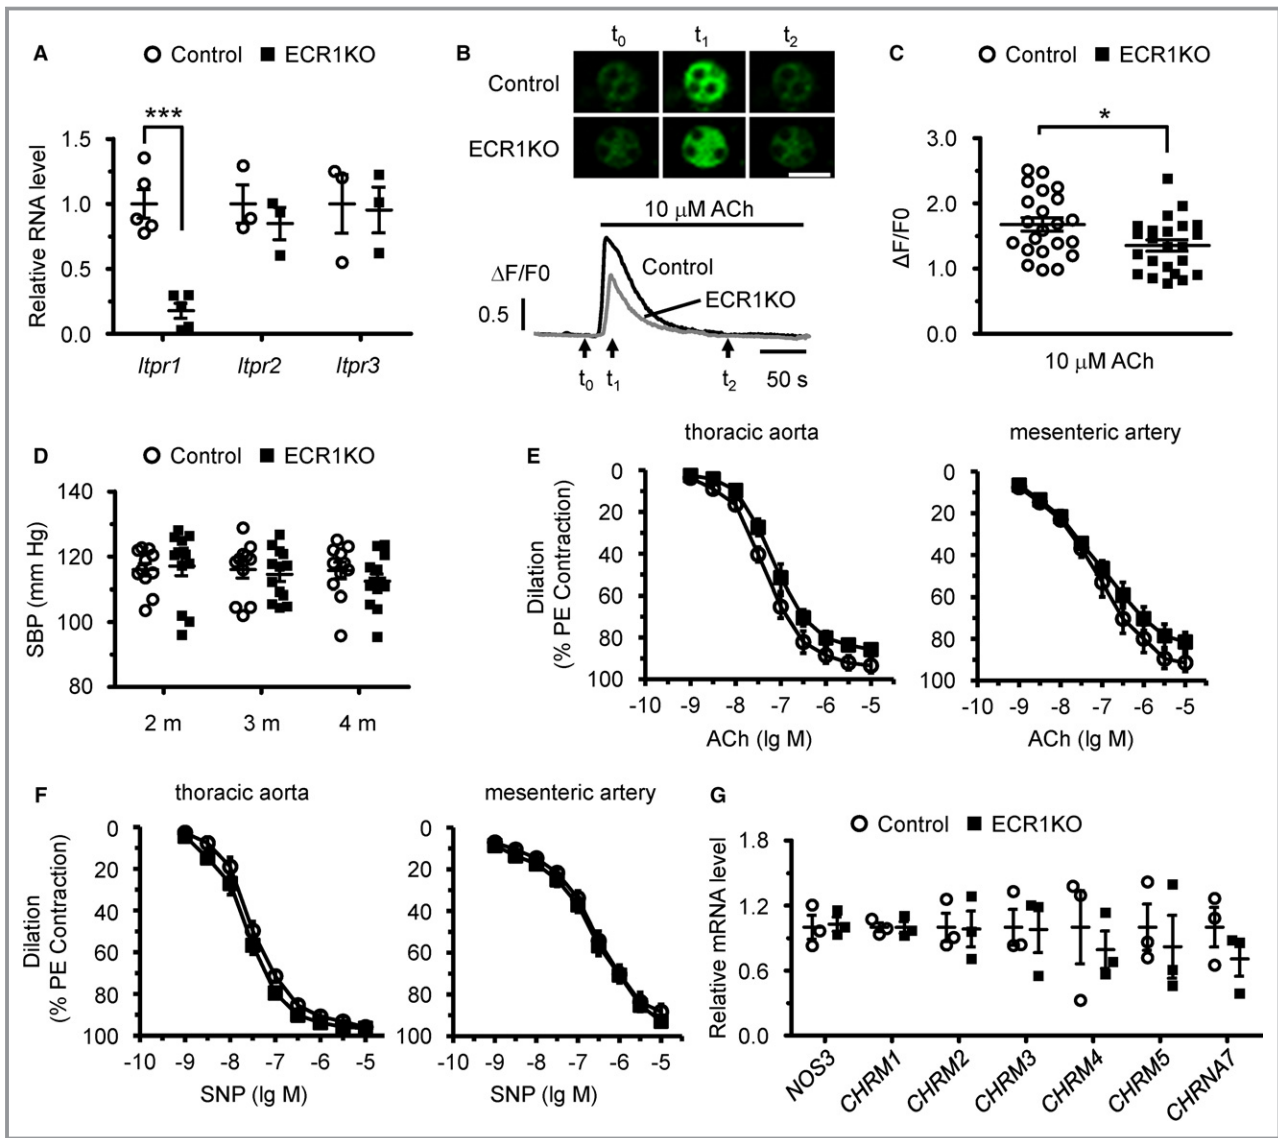 A
Control ECR1KO
***
Relative RNA level
1.5
1.0
0.5
0.0
Itpr1 Itpr2 Itpr3
B
t0 t1 t2
Control
ECR1KO
10 μM ACh
ΔF/F0
0.5
Control
ECR1KO
t0 t1 t2
50 s
C
Control ECR1KO
*
ΔF/F0
3.0
2.0
1.0
0.0
10 μM ACh
D
Control ECR1KO
SBP (mm Hg)
140
120
100
80
2 m 3 m 4 m
E
thoracic aorta
Dilation
(% PE Contraction)
0
20
40
60
80
100
-10 -9 -8 -7 -6 -5
ACh (lg M)
mesenteric artery
0
20
40
60
80
100
-10 -9 -8 -7 -6 -5
ACh (lg M)
F
thoracic aorta
Dilation
(% PE Contraction)
0
20
40
60
80
100
-10 -9 -8 -7 -6 -5
SNP (lg M)
mesenteric artery
0
20
40
60
80
100
-10 -9 -8 -7 -6 -5
SNP (lg M)
G
Control ECR1KO
Relative mRNA level
1.8
1.2
0.6
0.0
NOS3 CHRM1 CHRM2 CHRM3 CHRM4 CHRM5 CHRNA7